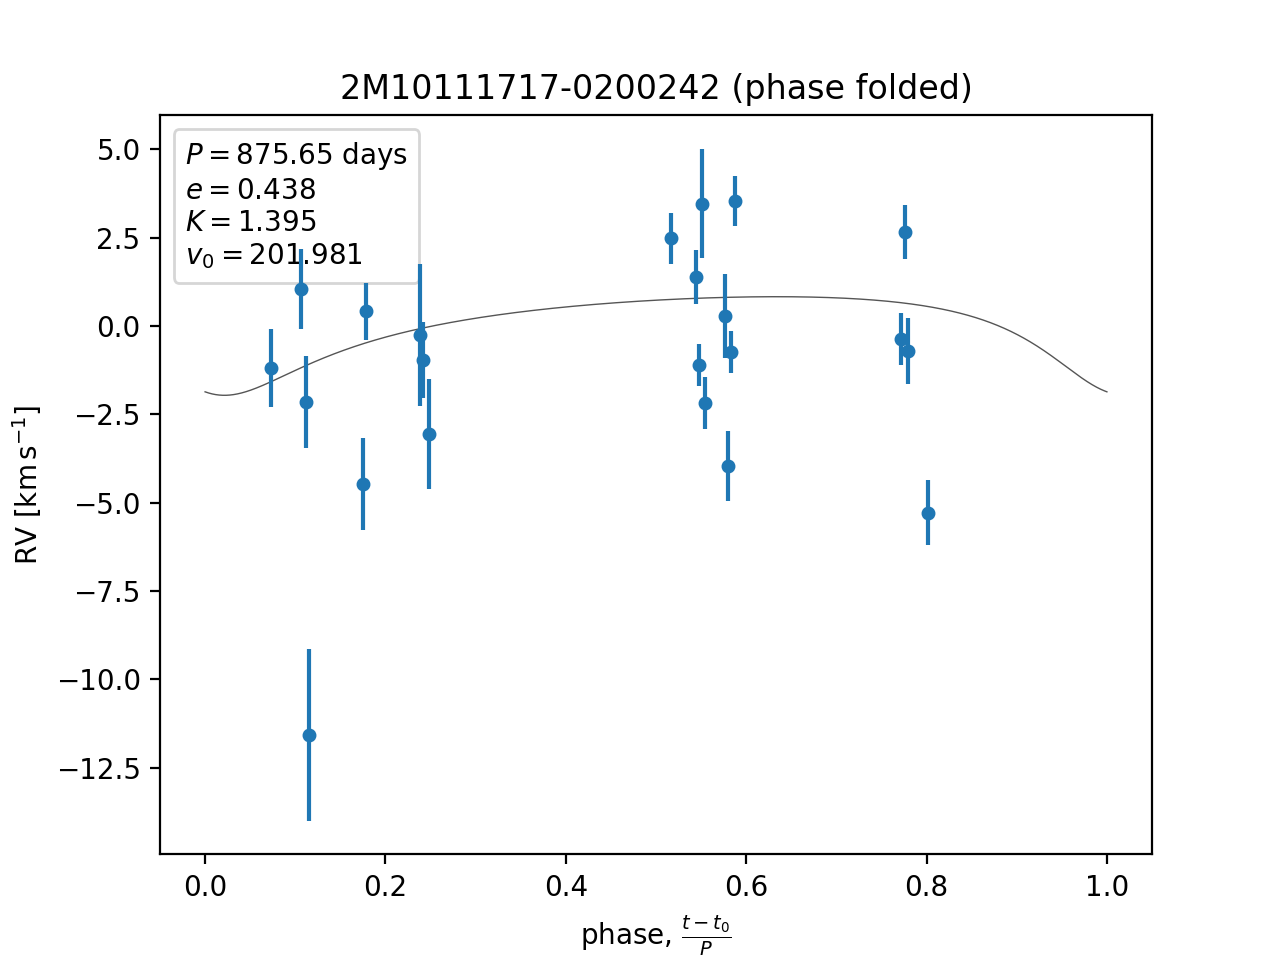 2M10111717-0200242 (phase folded)
P = 875.65 days
e = 0.438
K = 1.395
v₀ = 201.981
5.0
2.5
0.0
−2.5
−5.0
−7.5
−10.0
−12.5
RV [km s⁻¹]
0.0 0.2 0.4 0.6 0.8 1.0
phase, (t − t₀)/P